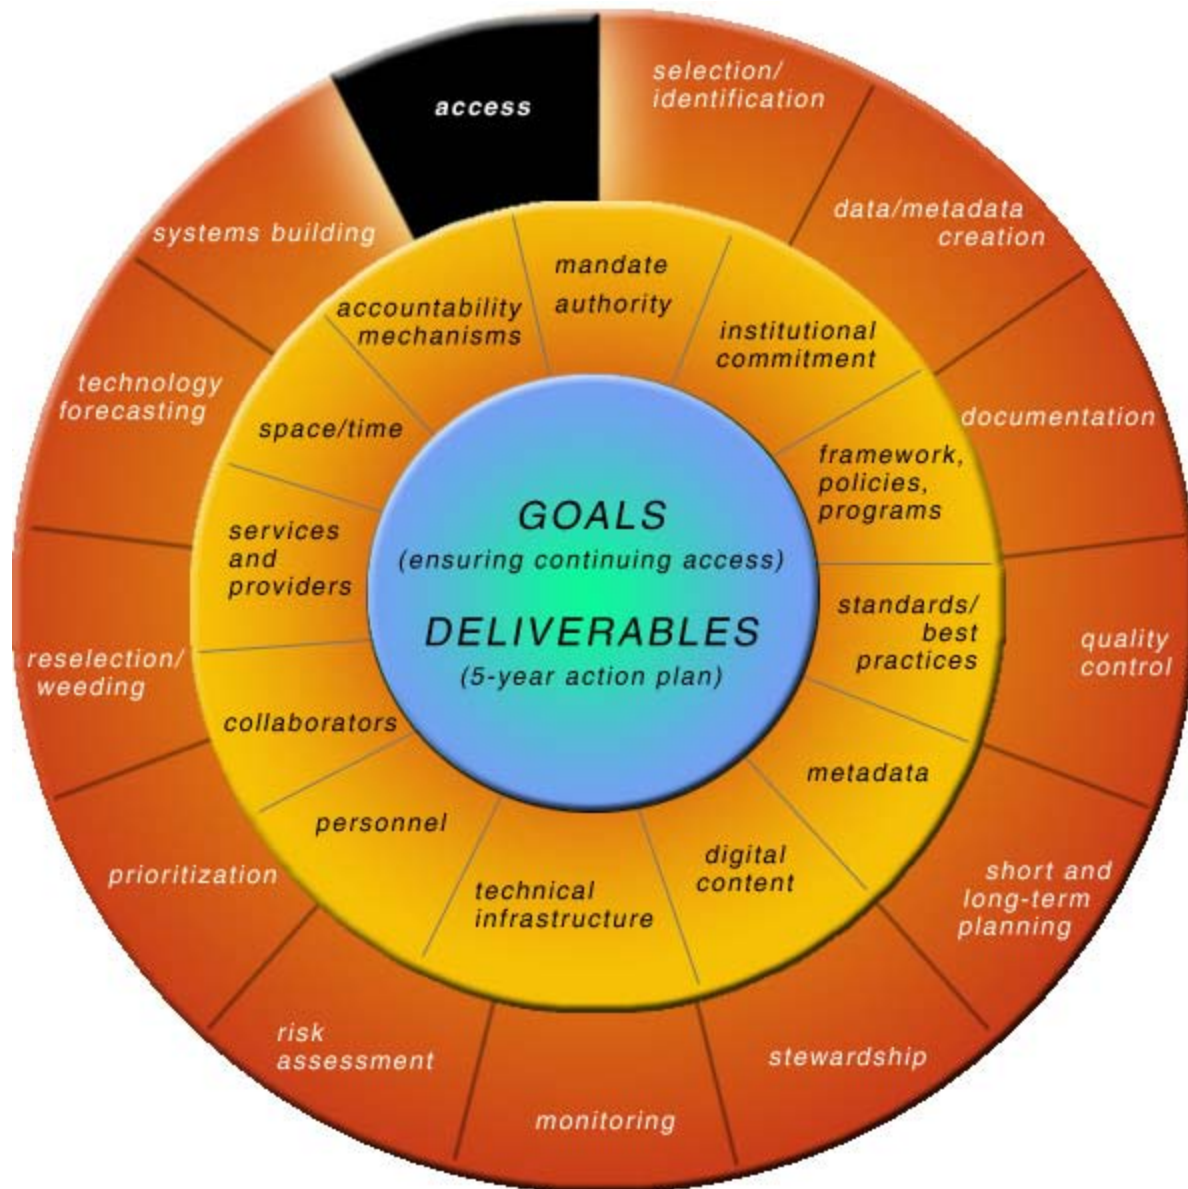 access
selection/
identification
data/metadata
creation
documentation
quality
control
short and
long-term
planning
stewardship
monitoring
risk
assessment
prioritization
reselection/
weeding
technology
forecasting
systems building
mandate
authority
institutional
commitment
framework,
policies,
programs
standards/
best
practices
metadata
digital
content
technical
infrastructure
personnel
collaborators
services
and
providers
space/time
accountability
mechanisms
GOALS
(ensuring continuing access)
DELIVERABLES
(5-year action plan)